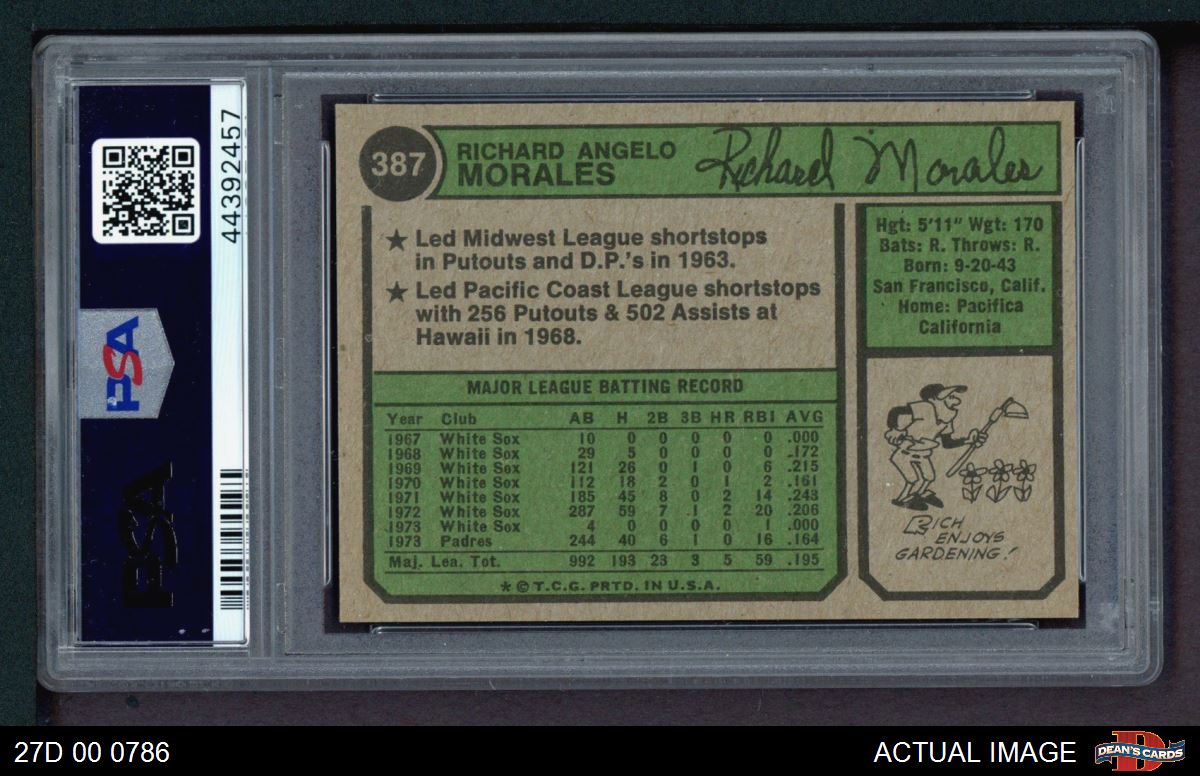 44392457
PSA
PSA
387
RICHARD ANGELO
MORALES
Richard Morales
★ Led Midwest League shortstops
in Putouts and D.P.'s in 1963.
★ Led Pacific Coast League shortstops
with 256 Putouts & 502 Assists at
Hawaii in 1968.
Hgt: 5'11" Wgt: 170
Bats: R. Throws: R.
Born: 9-20-43
San Francisco, Calif.
Home: Pacifica
California
MAJOR LEAGUE BATTING RECORD
Year Club AB H 2B 3B HR RBI AVG
1967 White Sox 10 0 0 0 0 0 .000
1968 White Sox 29 5 0 0 0 0 .172
1969 White Sox 121 26 0 1 0 6 .215
1970 White Sox 112 18 2 0 1 2 .161
1971 White Sox 185 45 8 0 2 14 .243
1972 White Sox 287 59 7 .1 2 20 .206
1973 White Sox 4 0 0 0 0 1 .000
1973 Padres 244 40 6 1 0 16 .164
Maj. Lea. Tot. 992 193 23 3 5 59 .195
* © T.C.G. PRTD. IN U.S.A.
RICH
ENJOYS
GARDENING!
27D 00 0786
ACTUAL IMAGE
DEAN'S CARDS